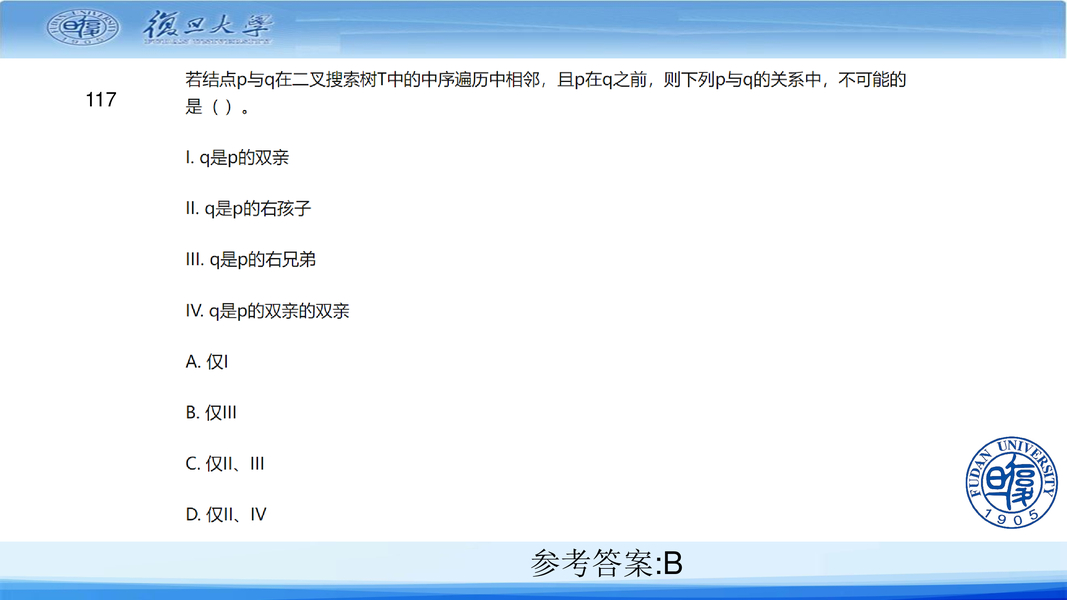 復旦大學
FUDAN UNIVERSITY
117
若结点p与q在二叉搜索树T中的中序遍历中相邻，且p在q之前，则下列p与q的关系中，不可能的
是（ ）。
I. q是p的双亲
II. q是p的右孩子
III. q是p的右兄弟
IV. q是p的双亲的双亲
A. 仅I
B. 仅III
C. 仅II、III
D. 仅II、IV
FUDAN UNIVERSITY
1905
参考答案:B